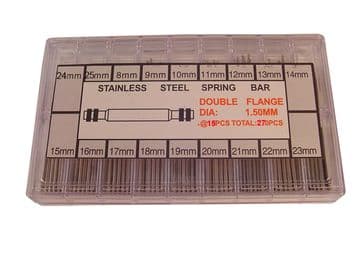 24mm 25mm 8mm 9mm 10mm 11mm 12mm 13mm 14mm
STAINLESS STEEL SPRING BAR
DOUBLE FLANGE
DIA: 1.50MM
-@15PCS TOTAL:270PCS
15mm 16mm 17mm 18mm 19mm 20mm 21mm 22mm 23mm